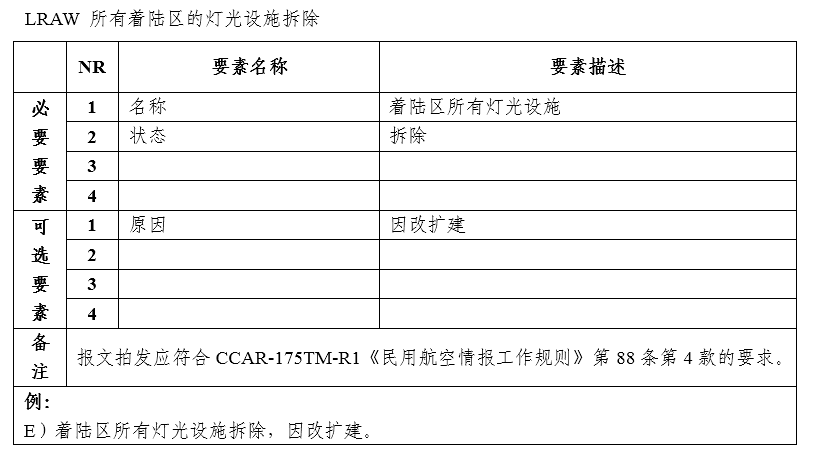 LRAW 所有着陆区的灯光设施拆除
NR 要素名称 要素描述
必要要素
1 名称 着陆区所有灯光设施
2 状态 拆除
3
4
可选要素
1 原因 因改扩建
2
3
4
备注 报文拍发应符合 CCAR-175TM-R1《民用航空情报工作规则》第 88 条第 4 款的要求。
例：
E）着陆区所有灯光设施拆除，因改扩建。